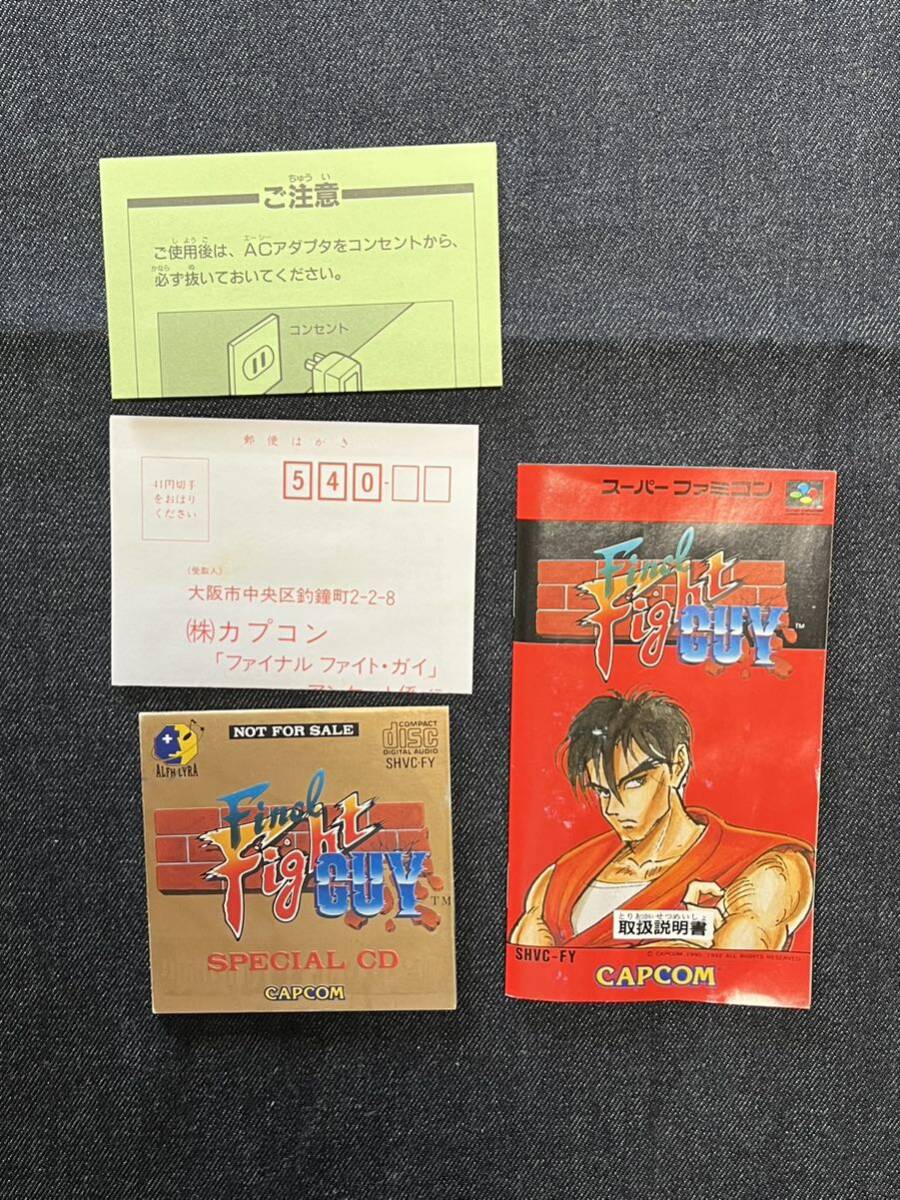 ちゅう い
ご注意
し よう ご
エーシー
ご使用後は、ACアダプタをコンセントから、
かなら ぬ
必ず抜いておいてください。
コンセント
郵便はがき
41円切手
をおはり
ください
540-
(受取人)
大阪市中央区釣鐘町2-2-8
㈱カプコン
「ファイナル ファイト・ガイ」
ALFH LYRA
NOT FOR SALE
COMPACT
disc
DIGITAL AUDIO
SHVC-FY
Final
Fight
GUY TM
SPECIAL CD
CAPCOM
スーパーファミコン
Final
Fight
GUY TM
とりあつかいせつめいしょ
取扱説明書
SHVC-FY
© CAPCOM 1990, 1992 ALL RIGHTS RESERVED.
CAPCOM